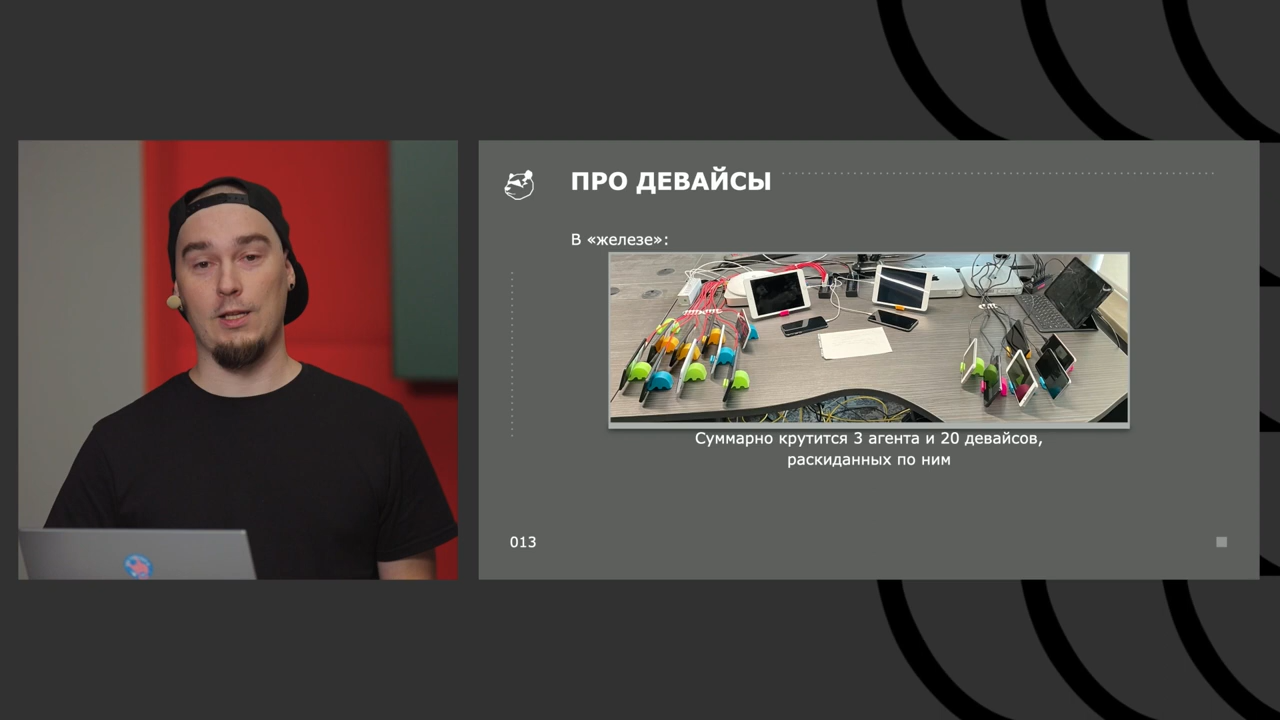 ПРО ДЕВАЙСЫ
В «железе»:
Суммарно крутится 3 агента и 20 девайсов,
раскиданных по ним
013